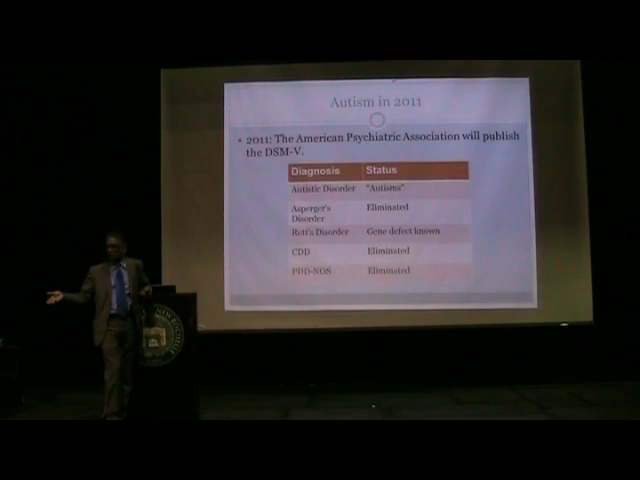 Autism in 2011
• 2011: The American Psychiatric Association will publish
the DSM-V.
Diagnosis Status
Autistic Disorder "Autisms"
Asperger's Disorder Eliminated
Rett's Disorder Gene defect known
CDD Eliminated
PDD-NOS Eliminated